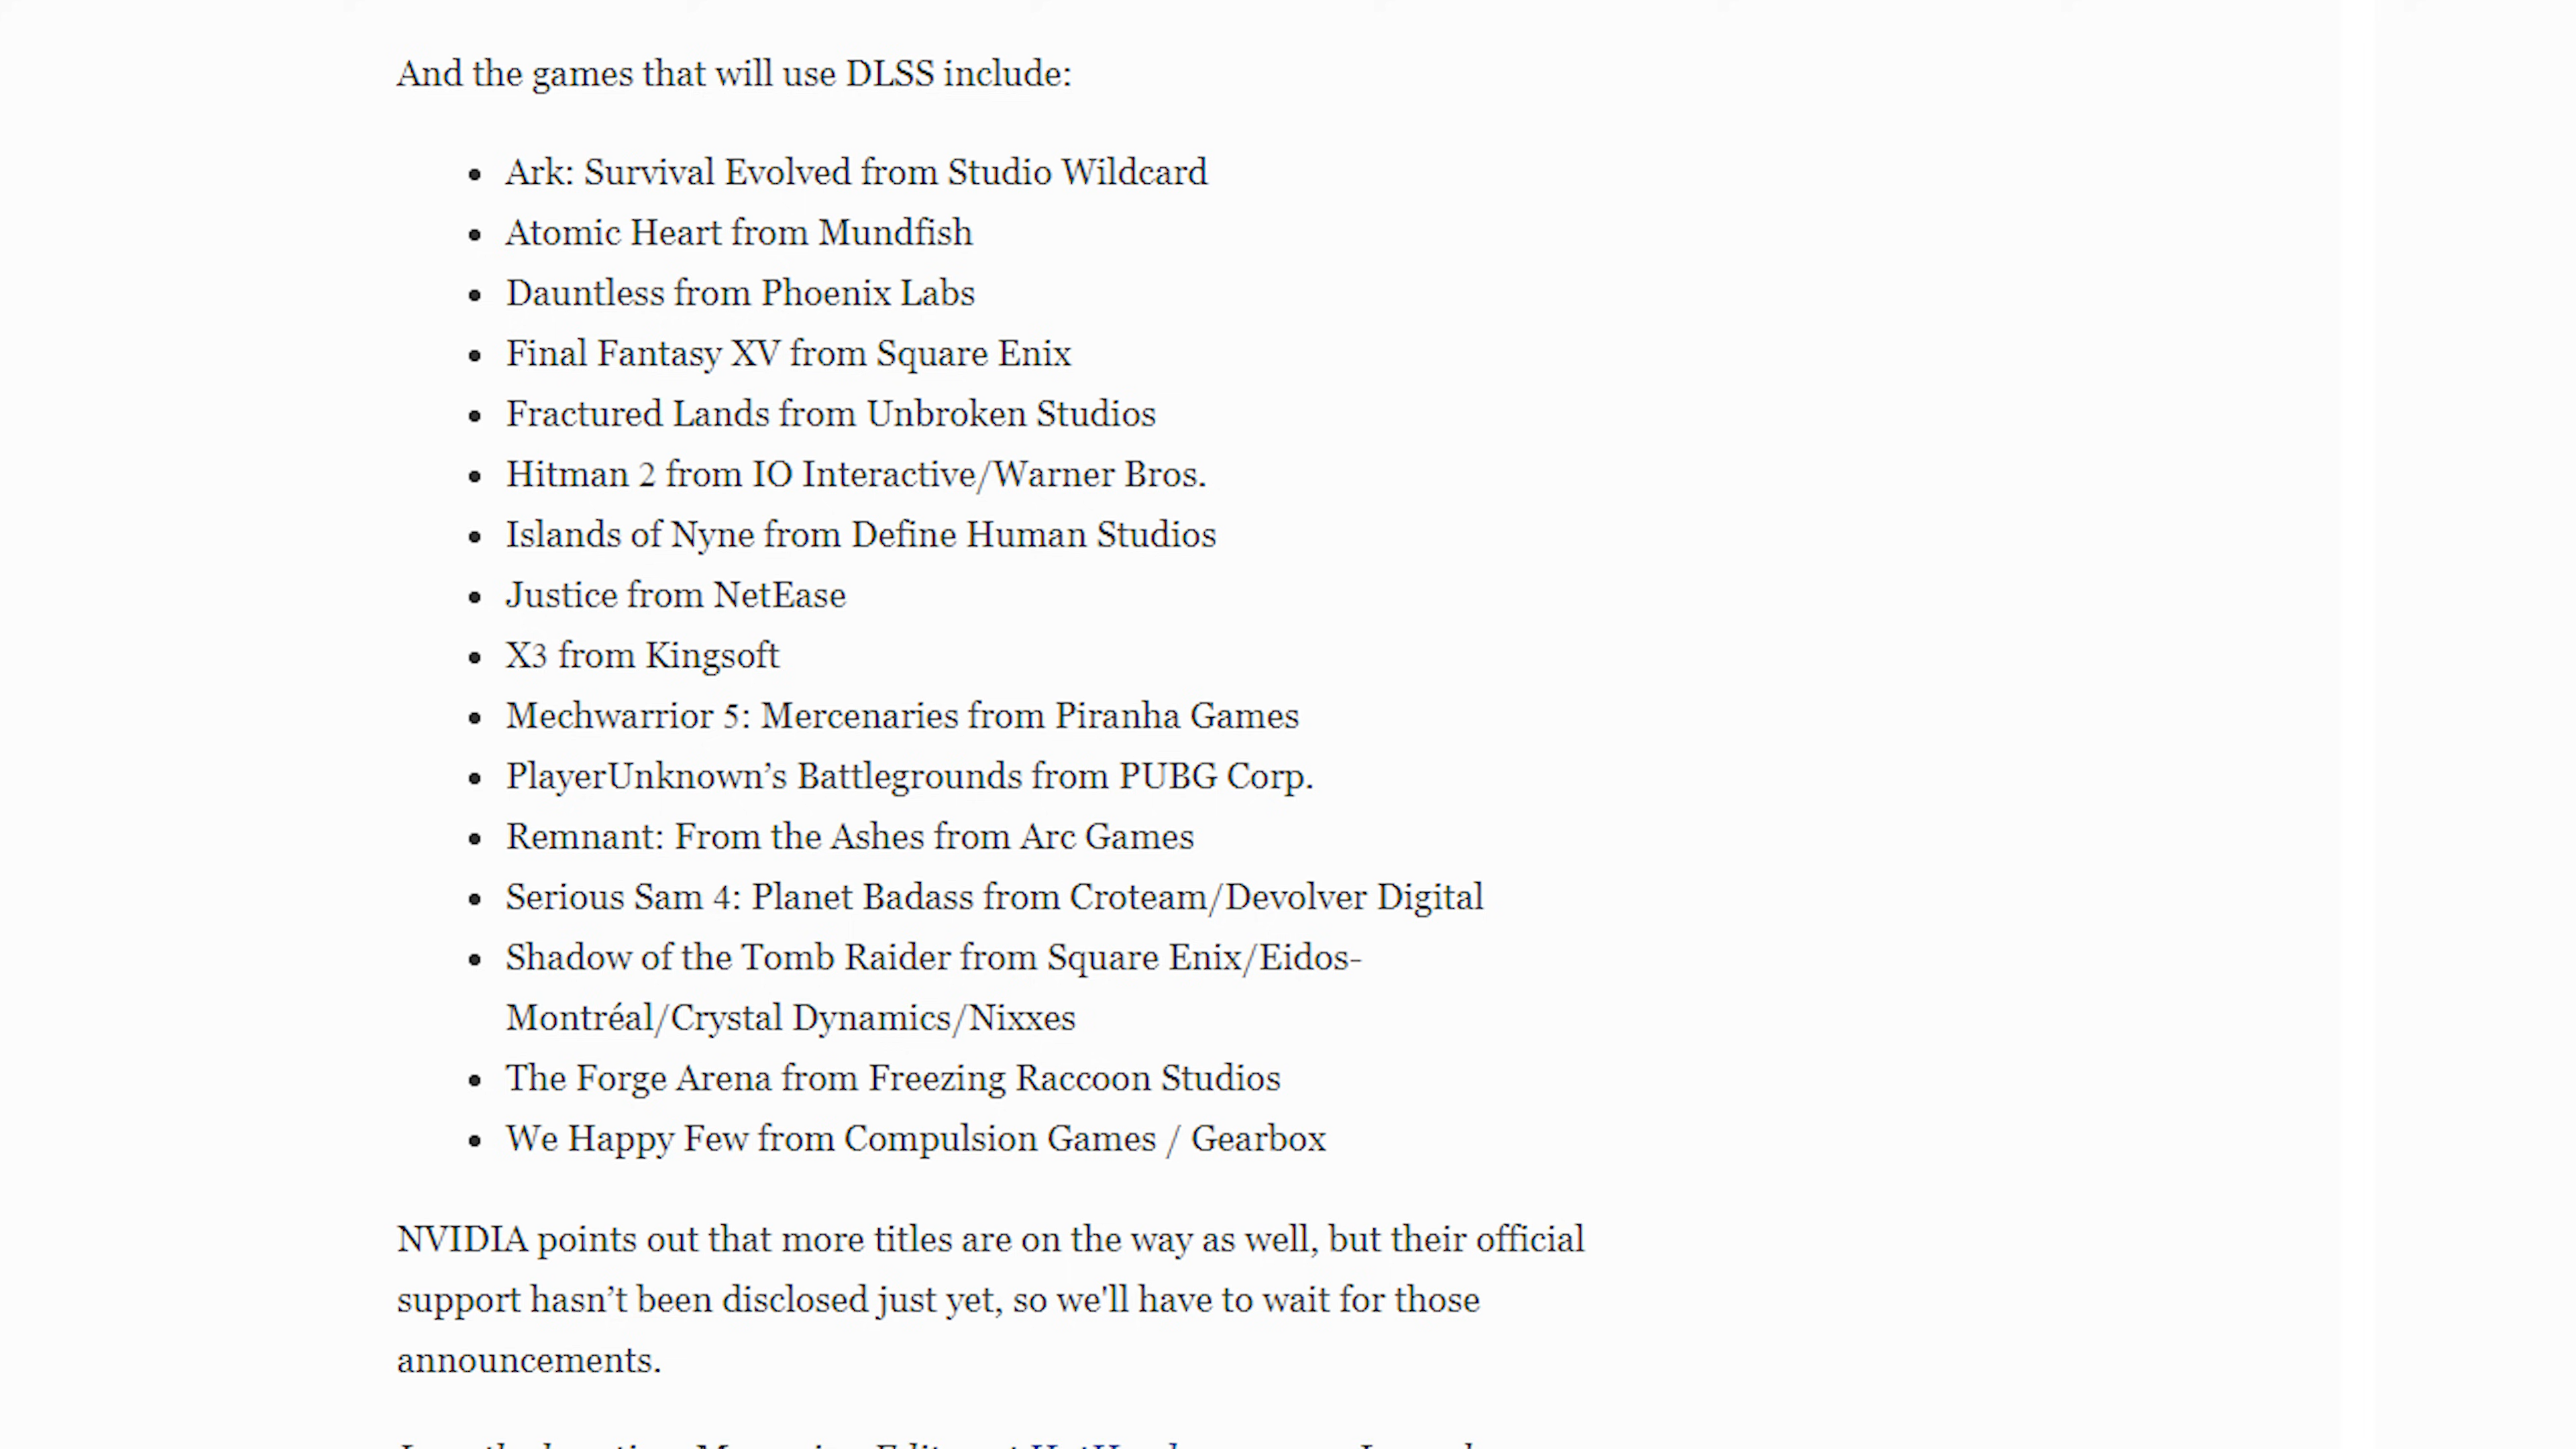 And the games that will use DLSS include:
Ark: Survival Evolved from Studio Wildcard
Atomic Heart from Mundfish
Dauntless from Phoenix Labs
Final Fantasy XV from Square Enix
Fractured Lands from Unbroken Studios
Hitman 2 from IO Interactive/Warner Bros.
Islands of Nyne from Define Human Studios
Justice from NetEase
X3 from Kingsoft
Mechwarrior 5: Mercenaries from Piranha Games
PlayerUnknown’s Battlegrounds from PUBG Corp.
Remnant: From the Ashes from Arc Games
Serious Sam 4: Planet Badass from Croteam/Devolver Digital
Shadow of the Tomb Raider from Square Enix/Eidos-
Montréal/Crystal Dynamics/Nixxes
The Forge Arena from Freezing Raccoon Studios
We Happy Few from Compulsion Games / Gearbox
NVIDIA points out that more titles are on the way as well, but their official
support hasn’t been disclosed just yet, so we'll have to wait for those
announcements.